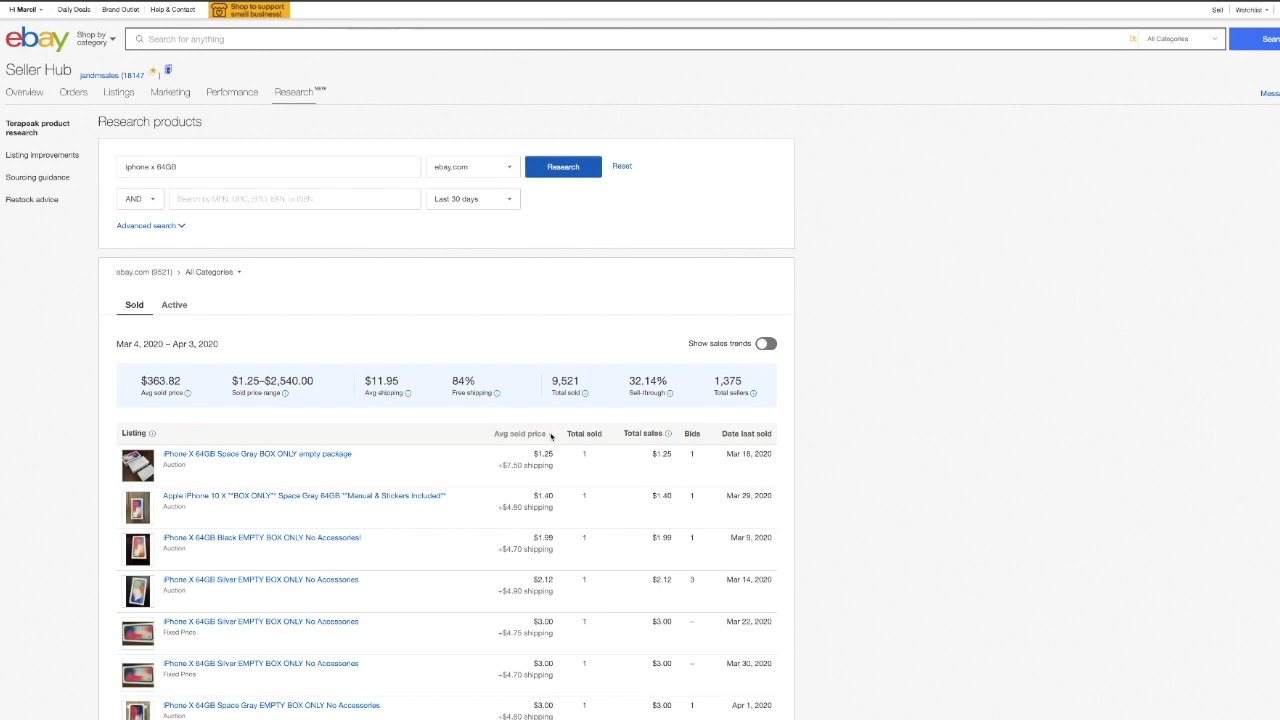 Hi Marci!
Daily Deals
Brand Outlet
Help & Contact
Shop to support
small business!
Sell
Watchlist
ebay
Shop by
category
Search for anything
All Categories
Seller Hub
jandmsales (18147 )
Overview
Orders
Listings
Marketing
Performance
Research NEW
Terapeak product
research
Listing improvements
Sourcing guidance
Restock advice
Research products
iphone x 64GB
ebay.com
Research
Reset
AND
Search by MPN, UPC, EPID, EAN, or ISBN
Last 30 days
Advanced search
ebay.com (9521) > All Categories
Sold
Active
Mar 4, 2020 – Apr 3, 2020
Show sales trends
$363.82
Avg sold price
$1.25–$2,540.00
Sold price range
$11.95
Avg shipping
84%
Free shipping
9,521
Total sold
32.14%
Sell-through
1,375
Total sellers
Listing Avg sold price Total sold Total sales Bids Date last sold
iPhone X 64GB Space Gray BOX ONLY empty package $1.25 1 $1.25 1 Mar 18, 2020
Auction +$7.50 shipping
Apple iPhone 10 X **BOX ONLY** Space Gray 64GB **Manual & Stickers Included** $1.40 1 $1.40 1 Mar 29, 2020
Auction +$4.80 shipping
iPhone X 64GB Black EMPTY BOX ONLY No Accessories! $1.99 1 $1.99 1 Mar 9, 2020
Auction +$4.70 shipping
iPhone X 64GB Silver EMPTY BOX ONLY No Accessories $2.12 1 $2.12 3 Mar 14, 2020
Auction +$4.90 shipping
iPhone X 64GB Silver EMPTY BOX ONLY No Accessories $3.00 1 $3.00 – Mar 22, 2020
Fixed Price +$4.75 shipping
iPhone X 64GB Silver EMPTY BOX ONLY No Accessories $3.00 1 $3.00 – Mar 30, 2020
Fixed Price +$4.70 shipping
iPhone X 64GB Space Gray EMPTY BOX ONLY No Accessories $3.00 1 $3.00 1 Apr 1, 2020
Auction +$4.80 shipping